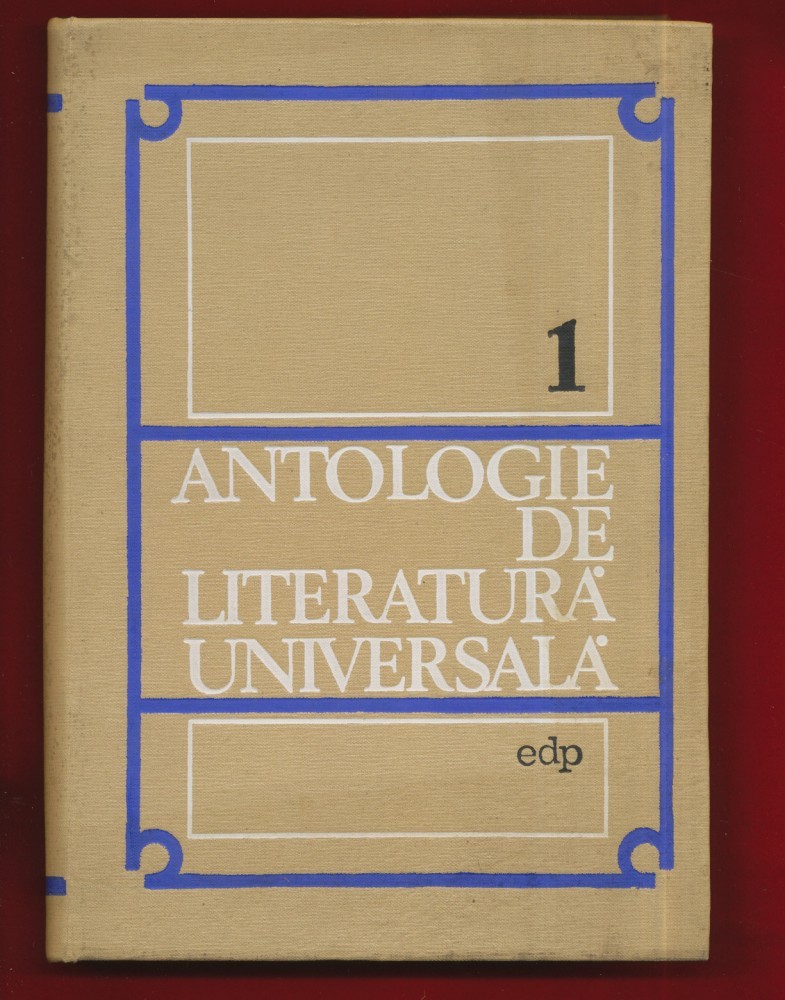 1
ANTOLOGIE
DE
LITERATURĂ
UNIVERSALĂ
edp